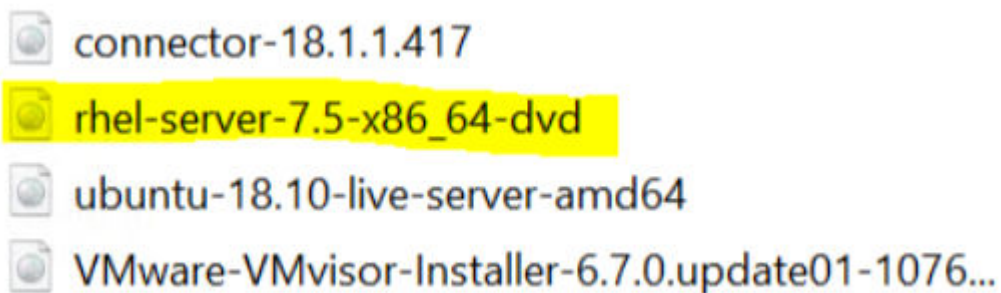 connector-18.1.1.417
rhel-server-7.5-x86_64-dvd
ubuntu-18.10-live-server-amd64
VMware-VMvisor-Installer-6.7.0.update01-1076...